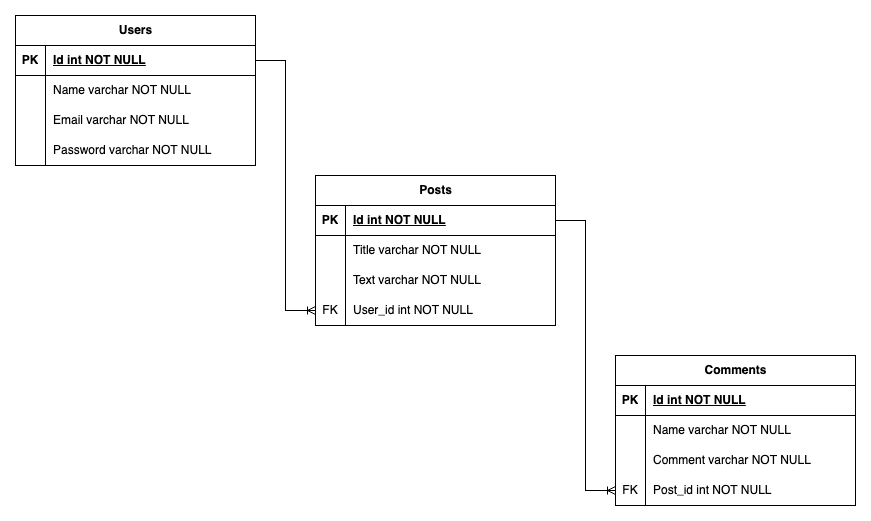 Users
PK Id int NOT NULL
Name varchar NOT NULL
Email varchar NOT NULL
Password varchar NOT NULL
Posts
PK Id int NOT NULL
Title varchar NOT NULL
Text varchar NOT NULL
FK User_id int NOT NULL
Comments
PK Id int NOT NULL
Name varchar NOT NULL
Comment varchar NOT NULL
FK Post_id int NOT NULL